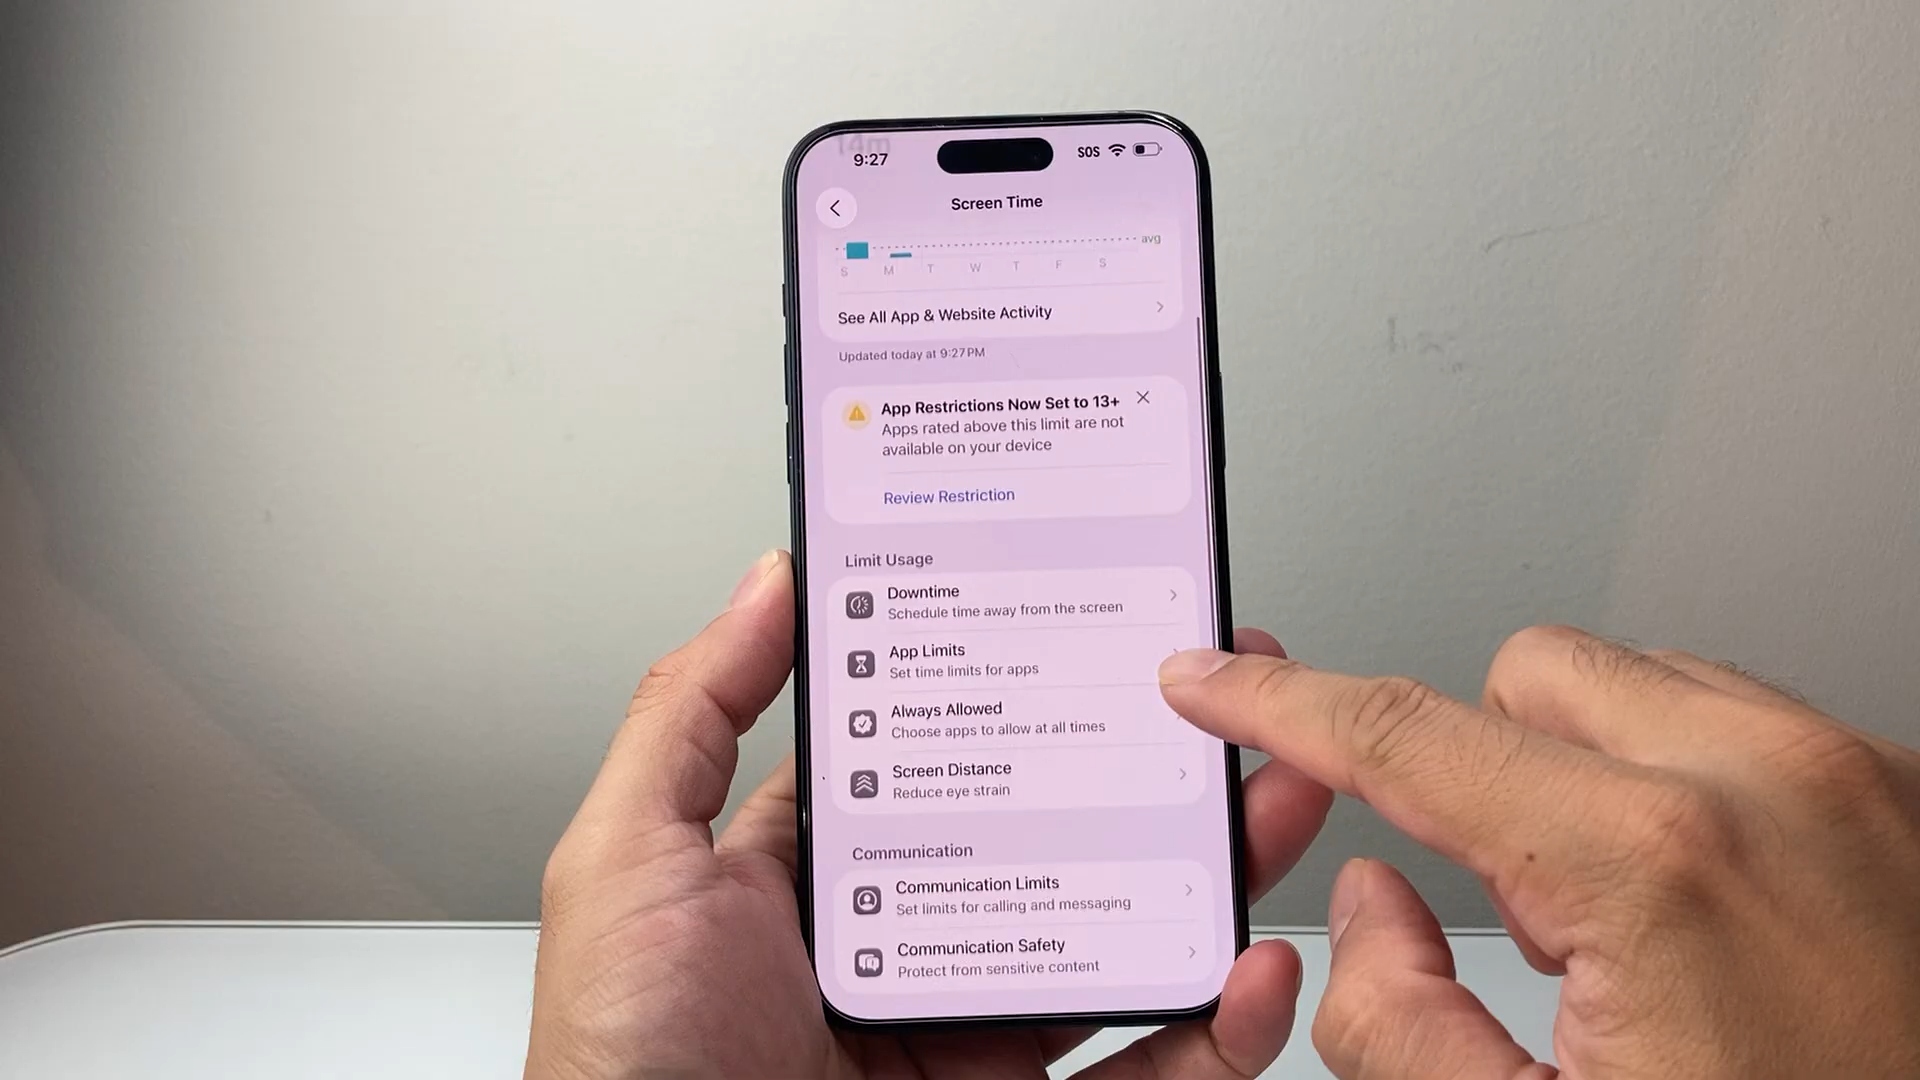 14m
9:27
SOS
Screen Time
avg
S M T W T F S
See All App & Website Activity
Updated today at 9:27 PM
App Restrictions Now Set to 13+
Apps rated above this limit are not
available on your device
Review Restriction
Limit Usage
Downtime
Schedule time away from the screen
App Limits
Set time limits for apps
Always Allowed
Choose apps to allow at all times
Screen Distance
Reduce eye strain
Communication
Communication Limits
Set limits for calling and messaging
Communication Safety
Protect from sensitive content